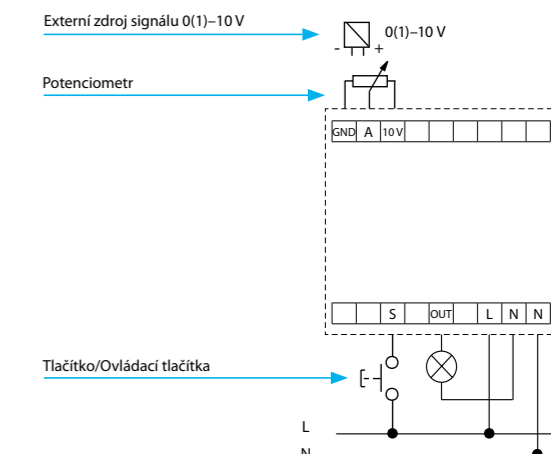 Externí zdroj signálu 0(1)–10 V
- + 0(1)–10 V
Potenciometr
GND A 10 V
S OUT L N N
Tlačítko/Ovládací tlačítka
L
N